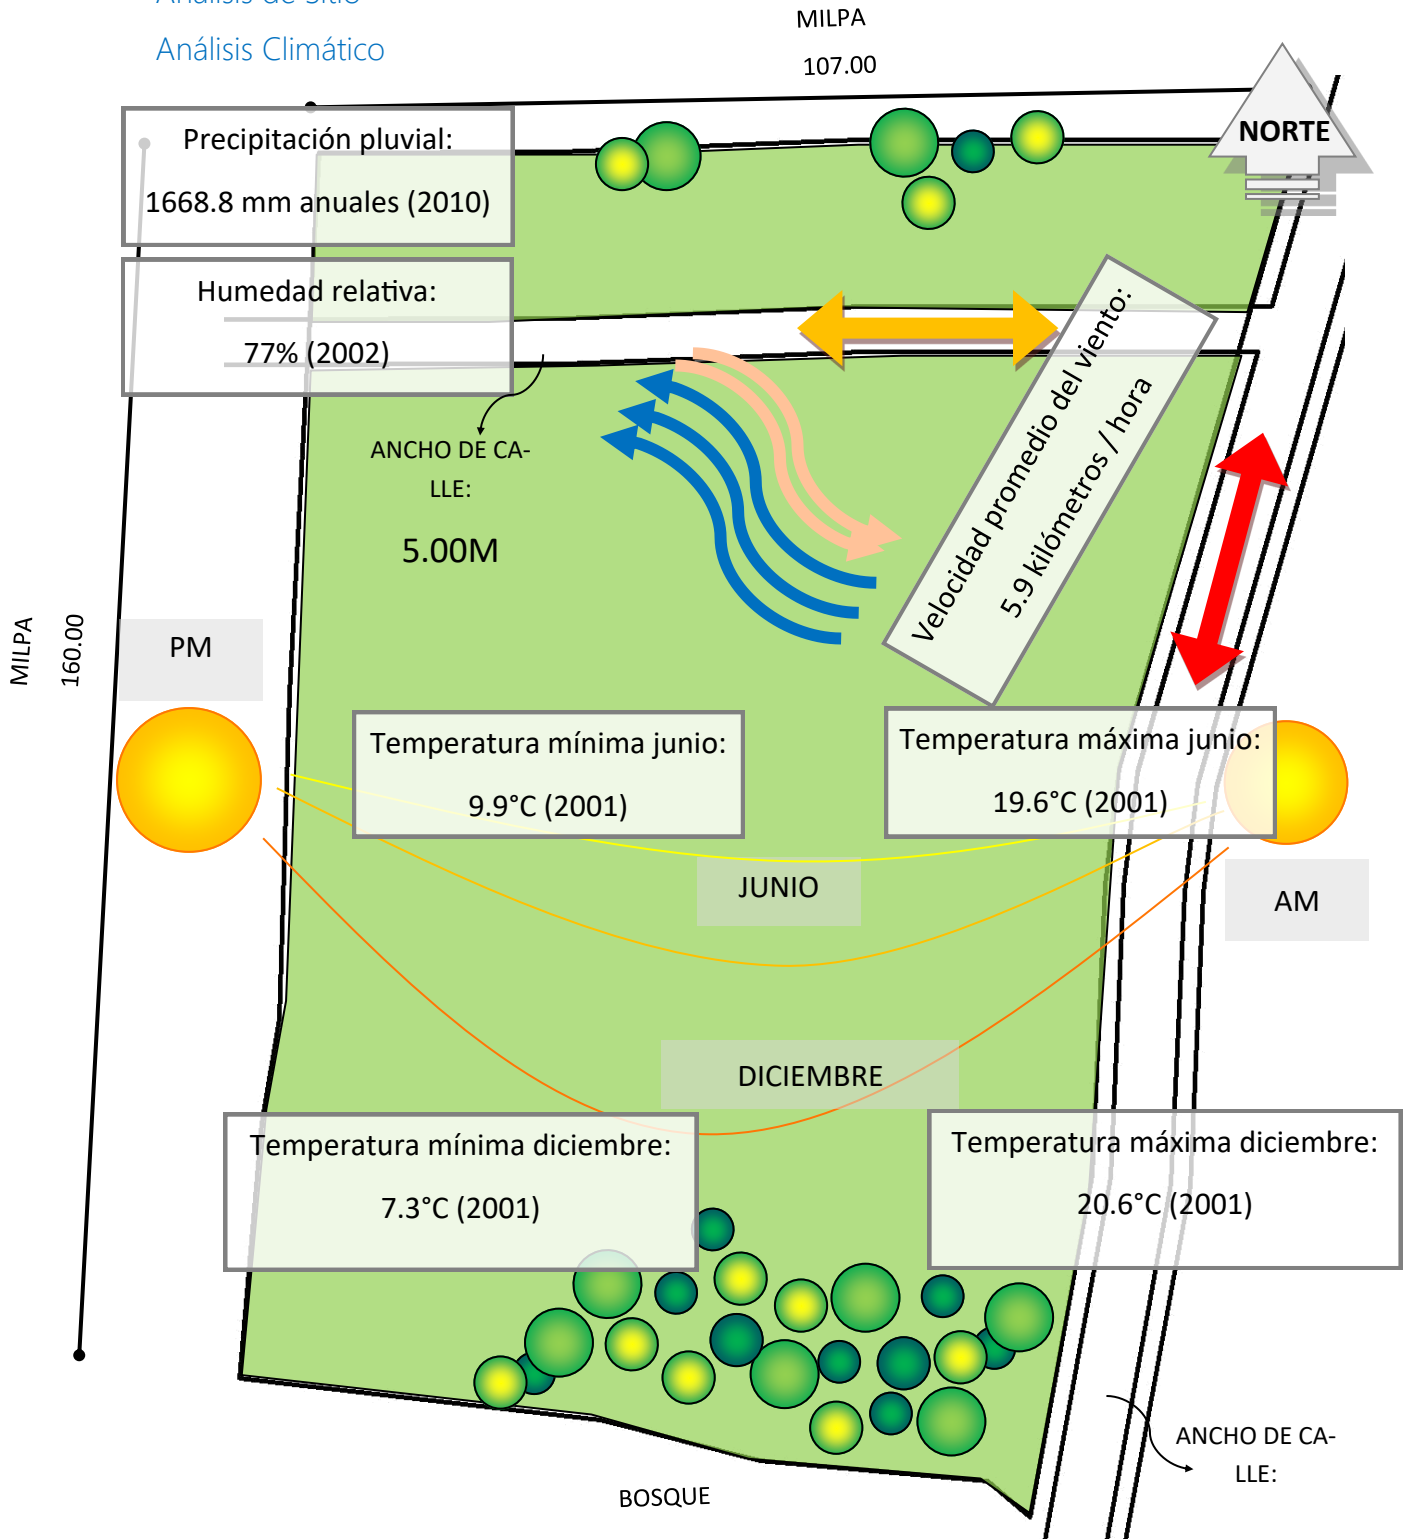 Análisis de Sitio
Análisis Climático
MILPA
107.00
NORTE
Precipitación pluvial:
1668.8 mm anuales (2010)
Humedad relativa:
77% (2002)
Velocidad promedio del viento:
5.9 kilómetros / hora
ANCHO DE CA-
LLE:
5.00M
MILPA
160.00
PM
Temperatura mínima junio:
9.9°C (2001)
Temperatura máxima junio:
19.6°C (2001)
JUNIO
AM
DICIEMBRE
Temperatura mínima diciembre:
7.3°C (2001)
Temperatura máxima diciembre:
20.6°C (2001)
ANCHO DE CA-
LLE:
BOSQUE